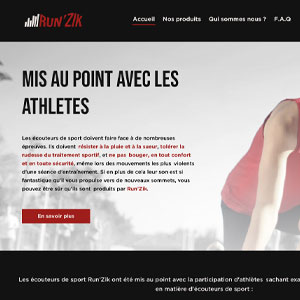 RUN'ZIK
Accueil Nos produits Qui sommes nous ? F.A.Q
MIS AU POINT AVEC LES
ATHLETES
Les écouteurs de sport doivent faire face à de nombreuses
épreuves. Ils doivent résister à la pluie et à la sueur, tolérer la
rudesse du traitement sportif, et ne pas bouger, en tout confort
et en toute sécurité, même lors des mouvements les plus violents
d'une séance d'entraînement. Si en plus de cela leur son est si
fantastique qu'il vous propulse vers de nouveaux sommets, vous
pouvez être sûr qu'ils sont produits par Run'Zik.
En savoir plus
Les écouteurs de sport Run'Zik ont été mis au point avec la participation d'athlètes sachant exa
en matière d'écouteurs de sport :